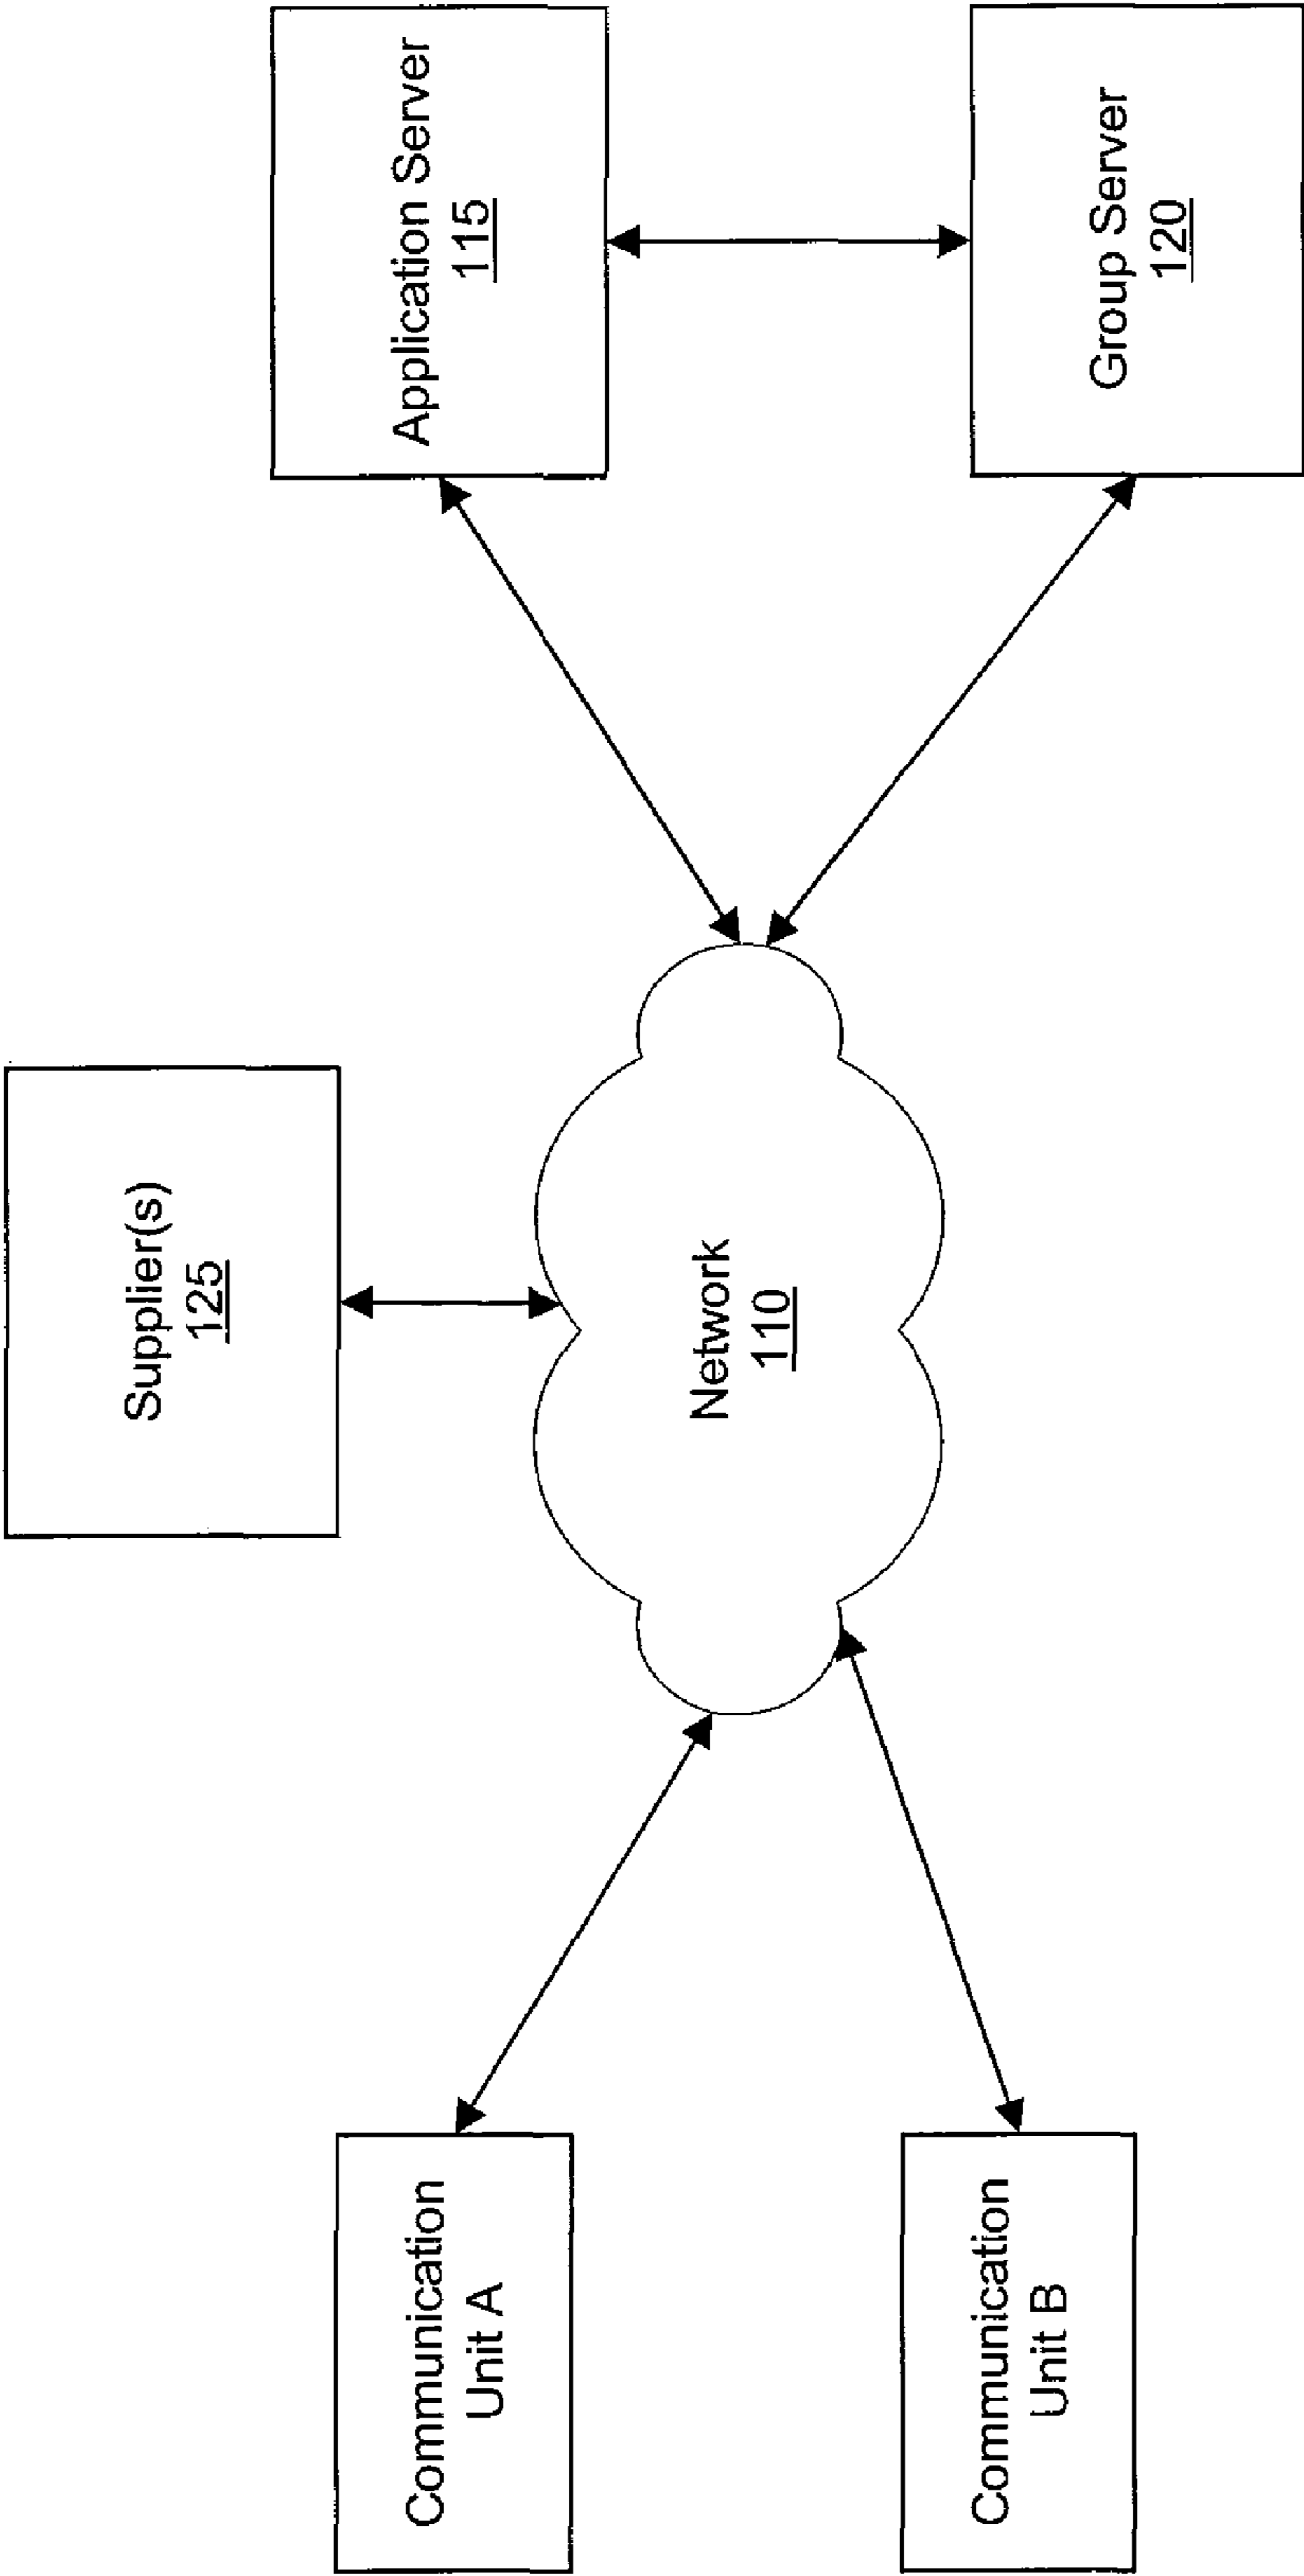 Supplier(s)
125
Application Server
115
Communication
Unit A
Network
110
Communication
Unit B
Group Server
120